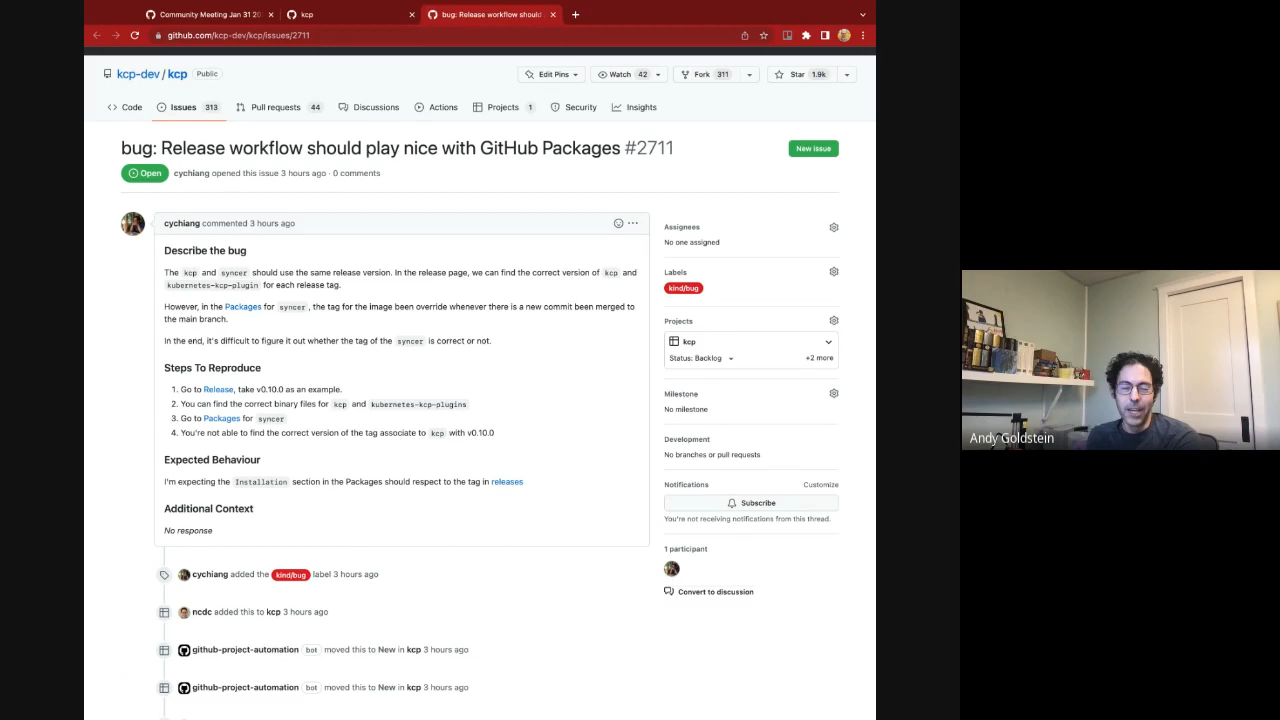 Community Meeting Jan 31 20
kcp
bug: Release workflow should
github.com/kcp-dev/kcp/issues/2711
kcp-dev / kcp Public
Edit Pins
Watch 42
Fork 311
Star 1.9k
Code
Issues 313
Pull requests 44
Discussions
Actions
Projects 1
Security
Insights
bug: Release workflow should play nice with GitHub Packages #2711
New issue
Open
cychiang opened this issue 3 hours ago · 0 comments
cychiang commented 3 hours ago
Describe the bug
The kcp and syncer should use the same release version. In the release page, we can find the correct version of kcp and
kubernetes-kcp-plugin for each release tag.
However, in the Packages for syncer , the tag for the image been override whenever there is a new commit been merged to
the main branch.
In the end, it's difficult to figure it out whether the tag of the syncer is correct or not.
Steps To Reproduce
1. Go to Release, take v0.10.0 as an example.
2. You can find the correct binary files for kcp and kubernetes-kcp-plugins
3. Go to Packages for syncer
4. You're not able to find the correct version of the tag associate to kcp with v0.10.0
Expected Behaviour
I'm expecting the Installation section in the Packages should respect to the tag in releases
Additional Context
No response
cychiang added the kind/bug label 3 hours ago
ncdc added this to kcp 3 hours ago
github-project-automation bot moved this to New in kcp 3 hours ago
github-project-automation bot moved this to New in kcp 3 hours ago
Assignees
No one assigned
Labels
kind/bug
Projects
kcp
Status: Backlog
+2 more
Milestone
No milestone
Development
No branches or pull requests
Notifications
Customize
Subscribe
You're not receiving notifications from this thread.
1 participant
Convert to discussion
Andy Goldstein